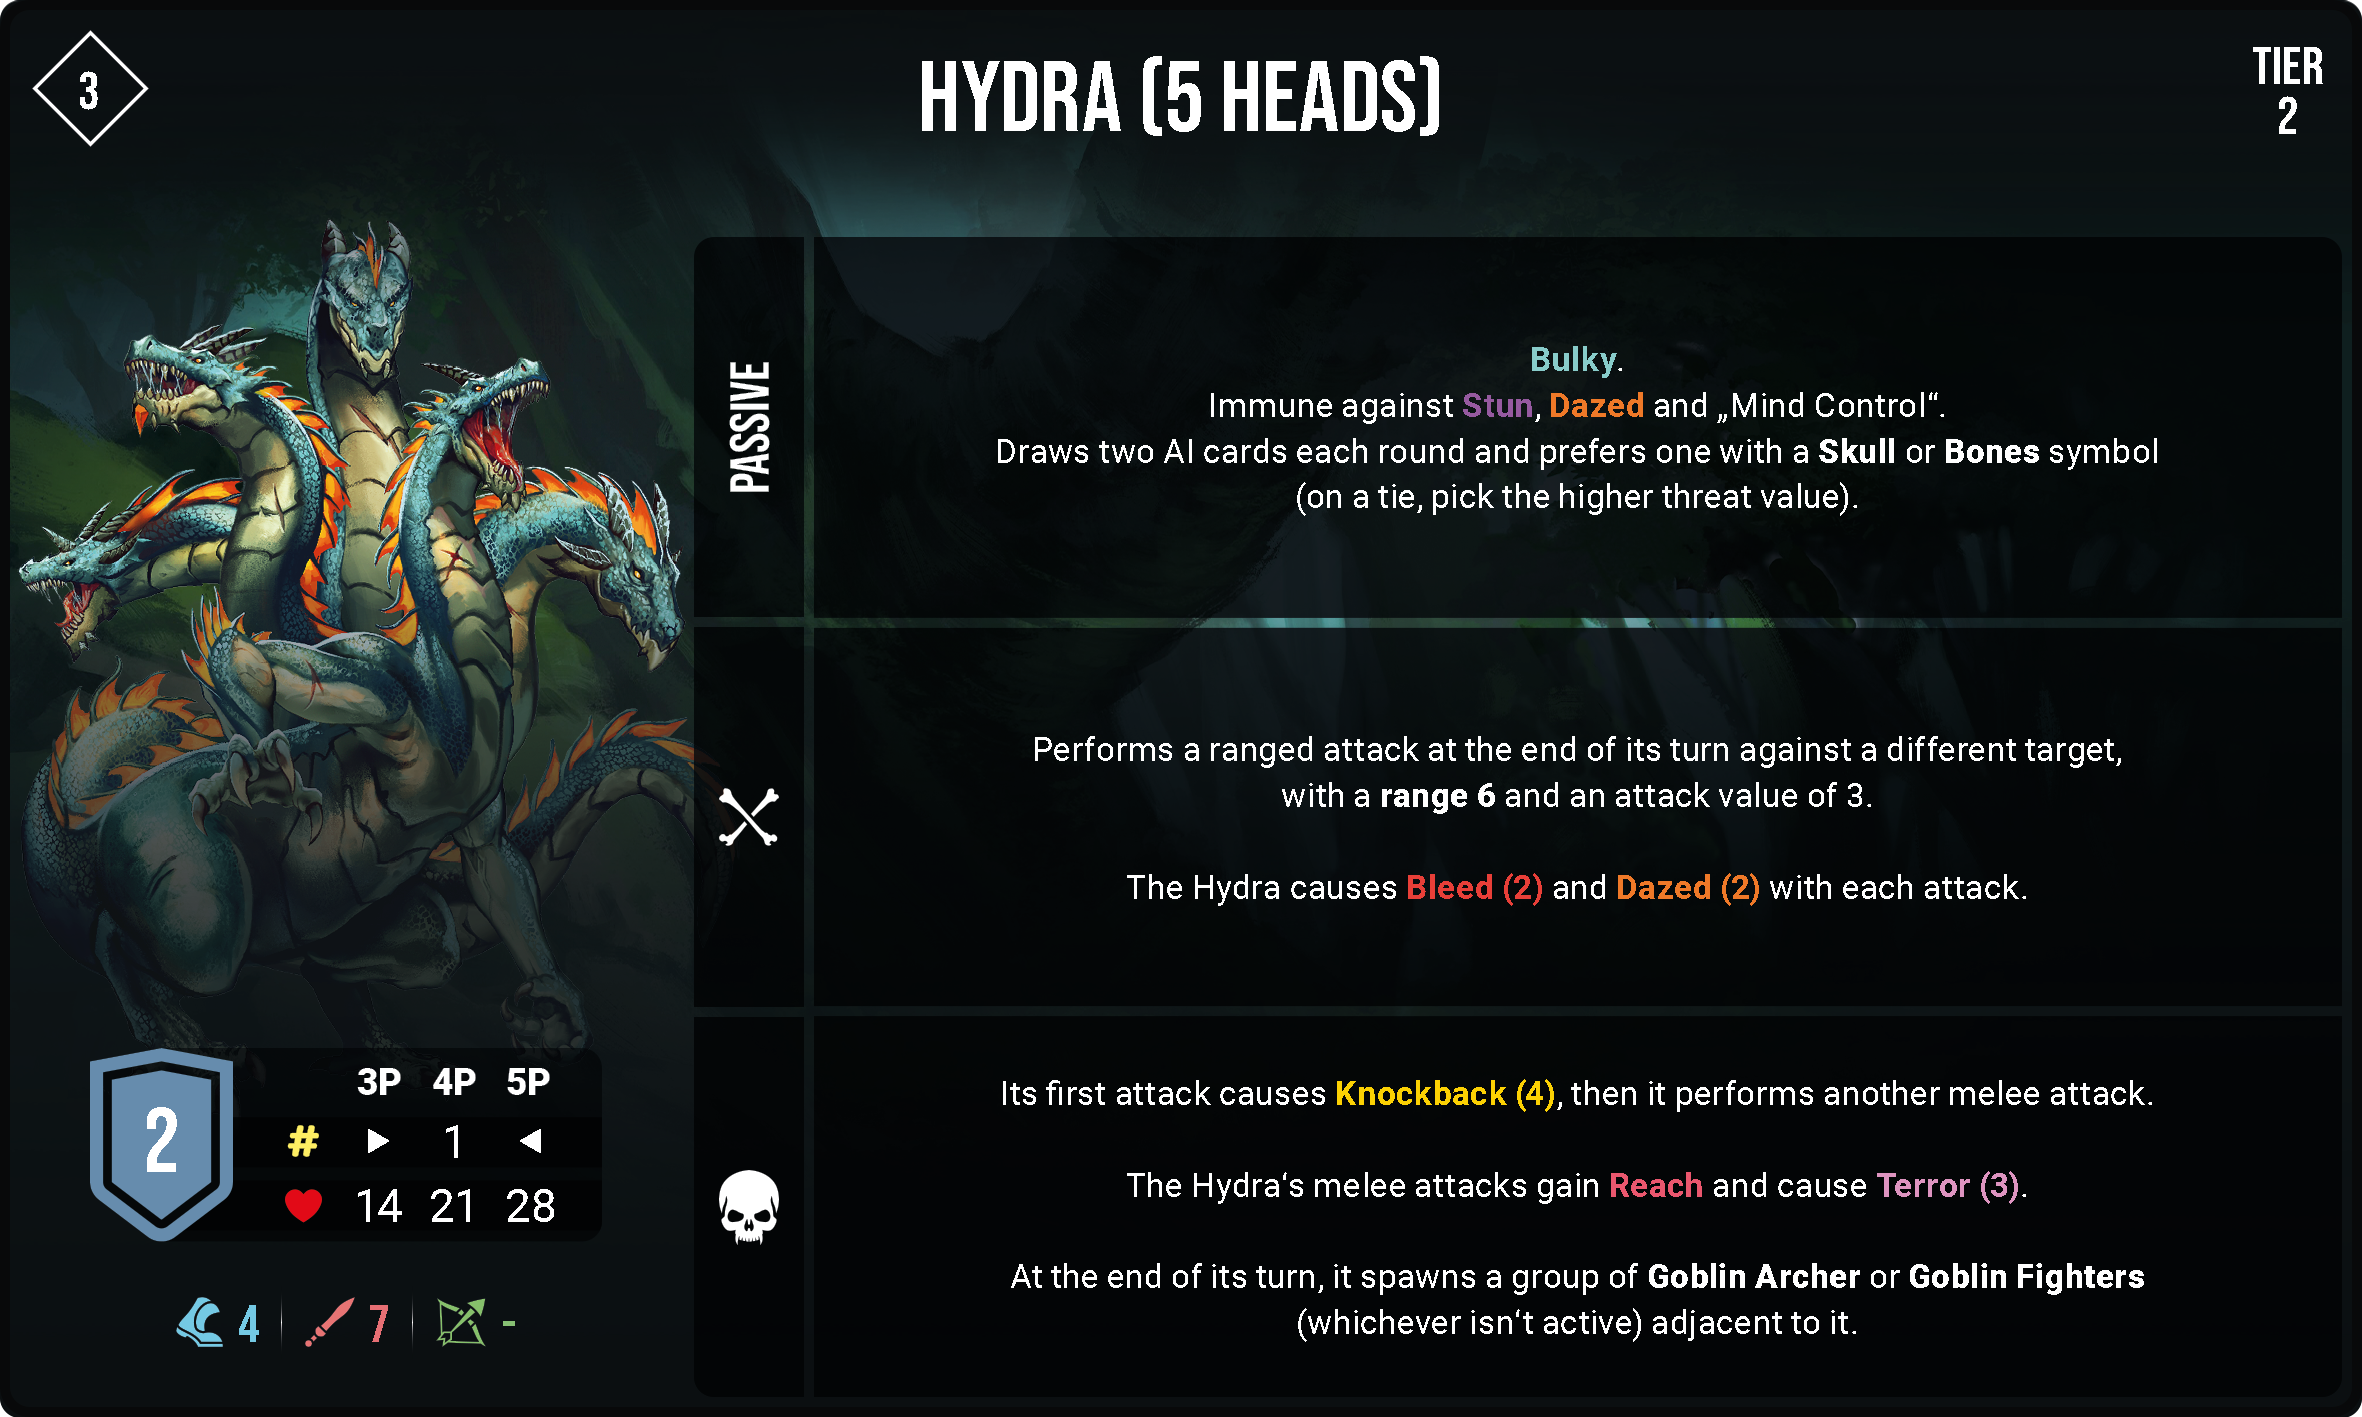 3
HYDRA (5 HEADS)
TIER
2
PASSIVE
Bulky.
Immune against Stun, Dazed and „Mind Control“.
Draws two AI cards each round and prefers one with a Skull or Bones symbol
(on a tie, pick the higher threat value).
Performs a ranged attack at the end of its turn against a different target,
with a range 6 and an attack value of 3.
The Hydra causes Bleed (2) and Dazed (2) with each attack.
Its first attack causes Knockback (4), then it performs another melee attack.
The Hydra‘s melee attacks gain Reach and cause Terror (3).
At the end of its turn, it spawns a group of Goblin Archer or Goblin Fighters
(whichever isn‘t active) adjacent to it.
2
3P 4P 5P
# ▶ 1 ◀
14 21 28
4 7 -